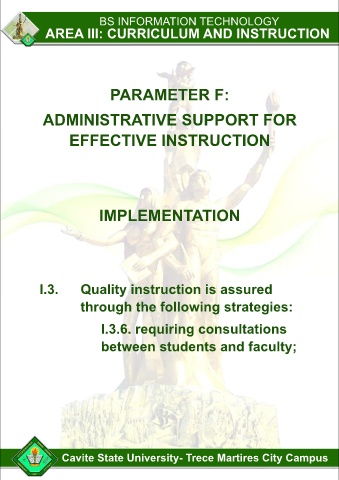 BS INFORMATION TECHNOLOGY
AREA III: CURRICULUM AND INSTRUCTION
PARAMETER F:
ADMINISTRATIVE SUPPORT FOR
EFFECTIVE INSTRUCTION
IMPLEMENTATION
I.3. Quality instruction is assured
through the following strategies:
I.3.6. requiring consultations
between students and faculty;
Cavite State University- Trece Martires City Campus